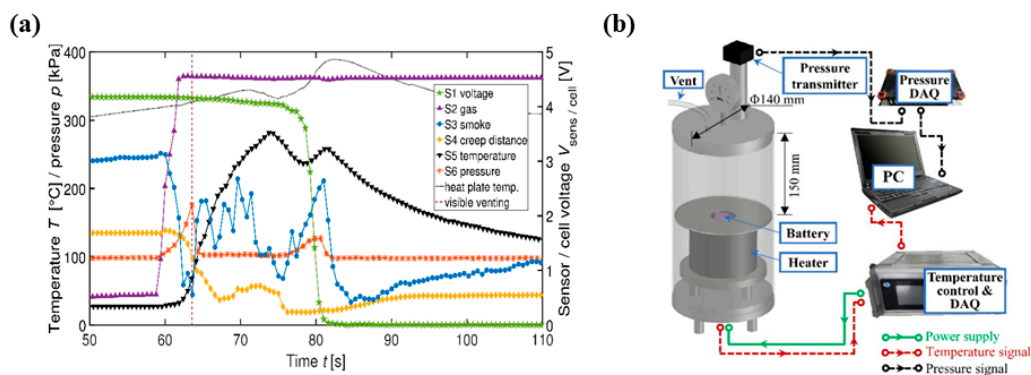 (a)
Temperature T [°C] / pressure p [kPa]
400
350
300
250
200
150
100
50
0
50
60
70
80
90
100
110
Time t [s]
5
4
3
2
1
0
Sensor / cell voltage Vsens / cell [V]
S1 voltage
S2 gas
S3 smoke
S4 creep distance
S5 temperature
S6 pressure
heat plate temp.
visible venting
(b)
Vent
Pressure
transmitter
Φ140 mm
Pressure
DAQ
150 mm
PC
Battery
Heater
Temperature
control &
DAQ
Power supply
Temperature signal
Pressure signal